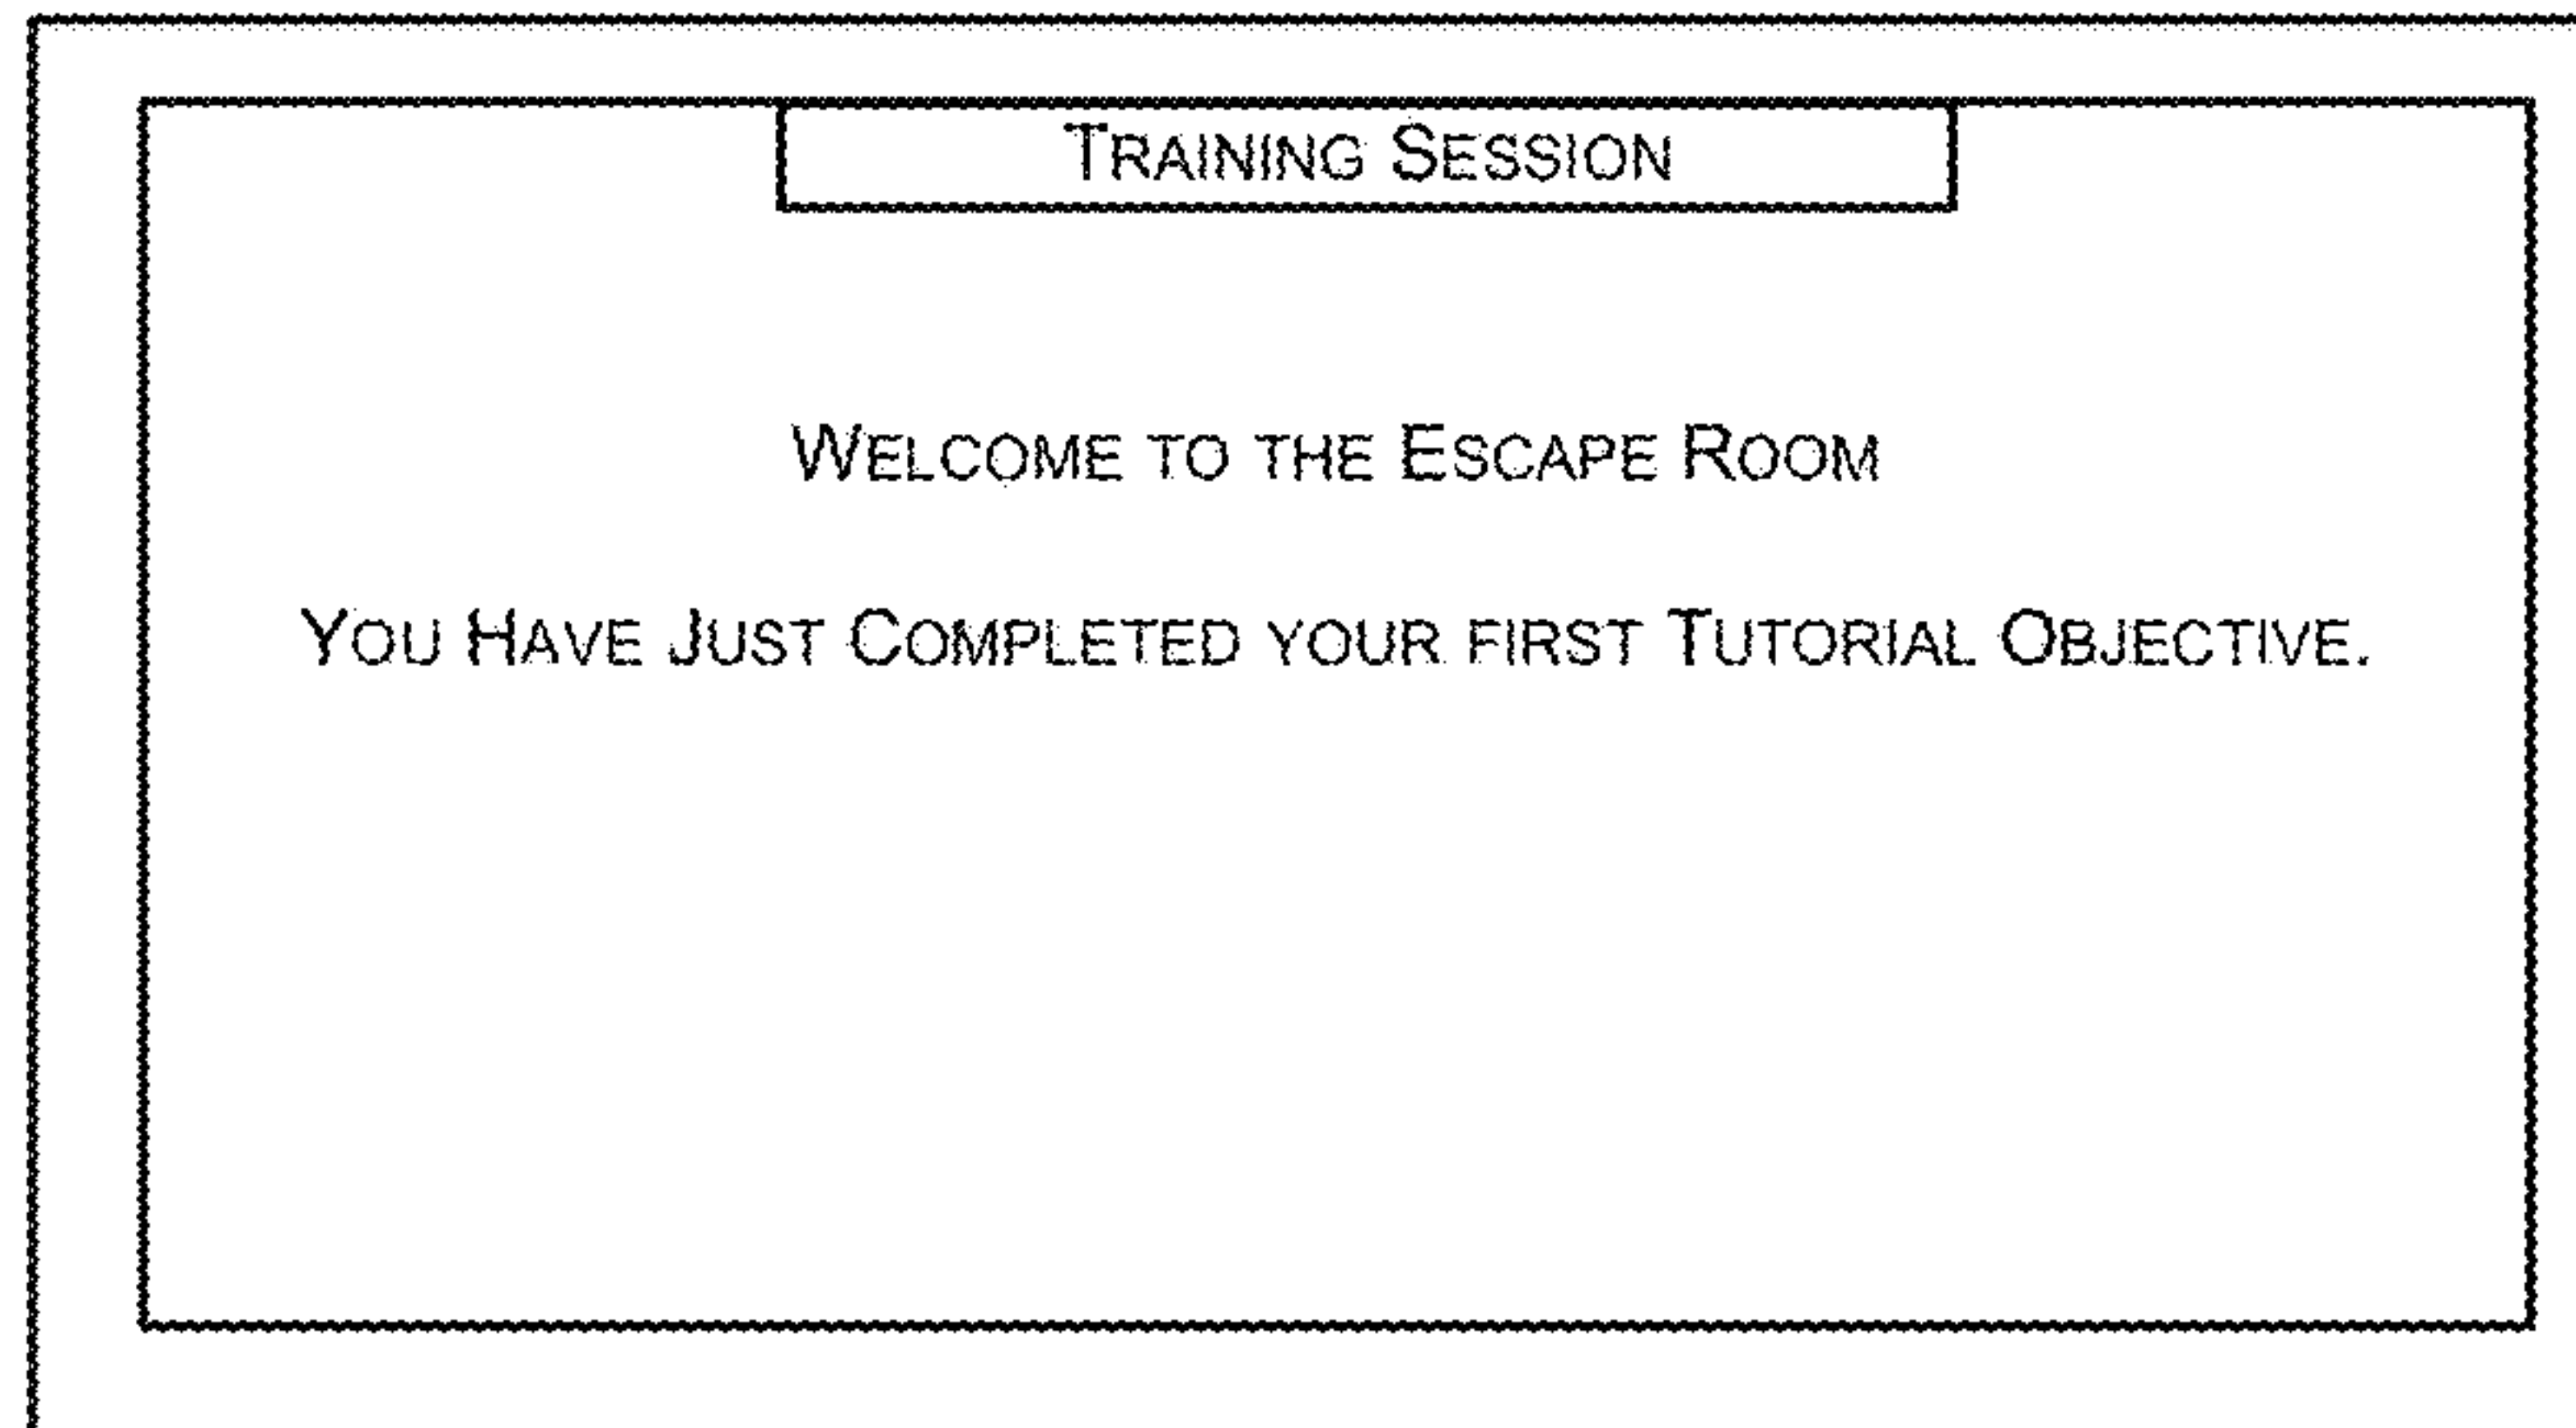 Training Session
Welcome to the Escape Room
You Have Just Completed your first Tutorial Objective.